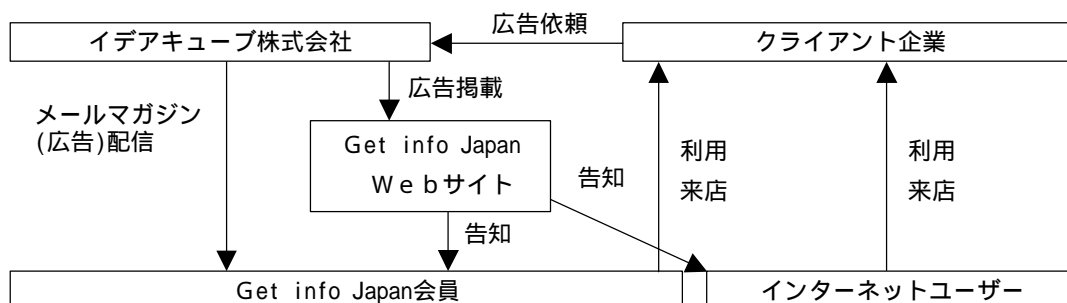 広告依頼
イデアキューブ株式会社
クライアント企業
広告掲載
メールマガジン
(広告)配信
Get info Japan
Ｗｅｂサイト
告知
利用
来店
利用
来店
告知
Get info Japan会員
インターネットユーザー